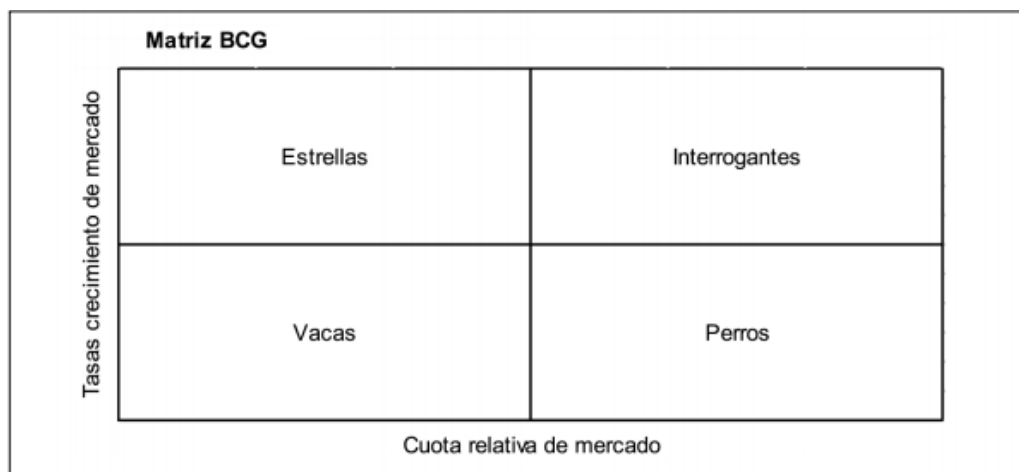 Matriz BCG
Tasas crecimiento de mercado
Estrellas
Interrogantes
Vacas
Perros
Cuota relativa de mercado